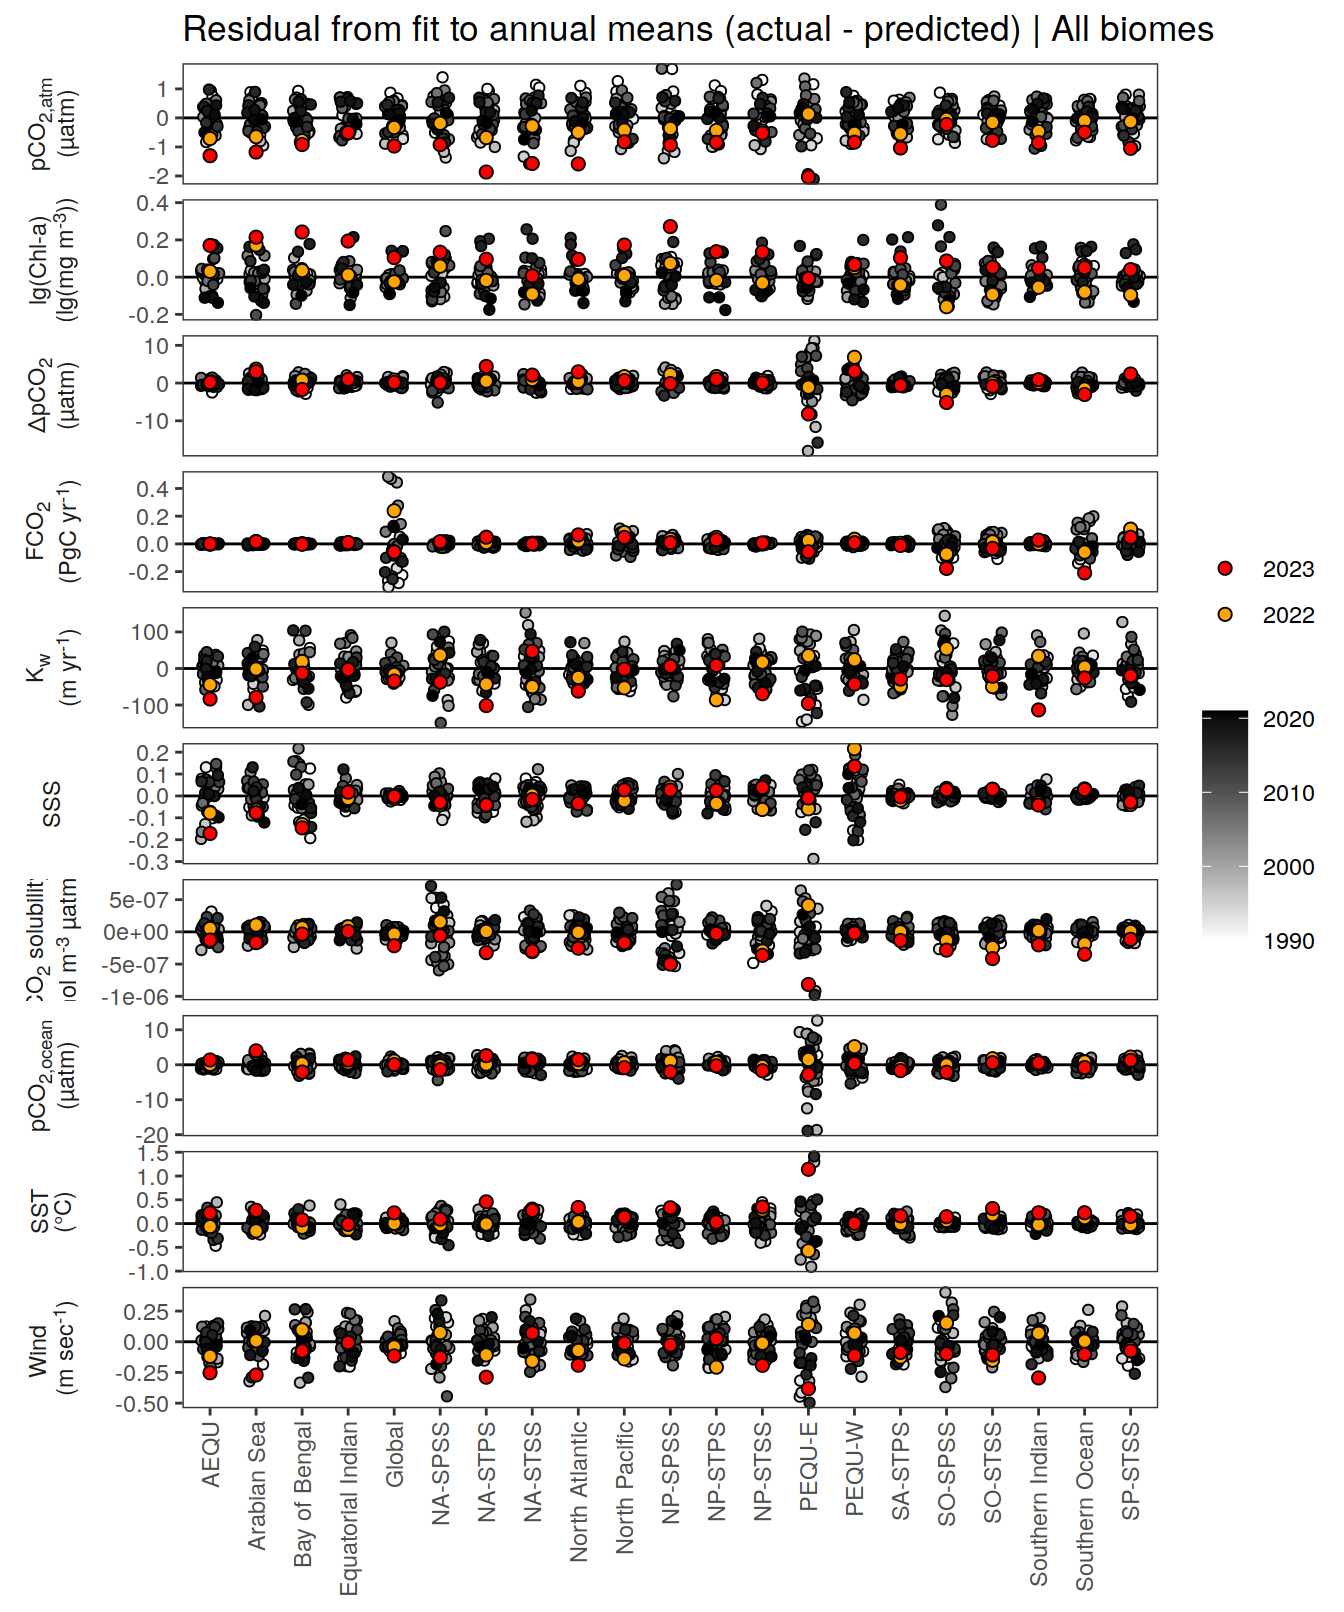 Residual from fit to annual means (actual - predicted) | All biomes
pCO2,atm
(µatm)
1
0
-1
-2
lg(Chl-a)
(lg(mg m-3))
0.4
0.2
0.0
-0.2
ΔpCO2
(µatm)
10
0
-10
FCO2
(PgC yr-1)
0.4
0.2
0.0
-0.2
Kw
(m yr-1)
100
0
-100
SSS
0.2
0.1
0.0
-0.1
-0.2
-0.3
CO2 solubility
ol m-3 µatm
5e-07
0e+00
-5e-07
-1e-06
pCO2,ocean
(µatm)
10
0
-10
-20
SST
(°C)
1.5
1.0
0.5
0.0
-0.5
-1.0
Wind
(m sec-1)
0.25
0.00
-0.25
-0.50
AEQU
Arabian Sea
Bay of Bengal
Equatorial Indian
Global
NA-SPSS
NA-STPS
NA-STSS
North Atlantic
North Pacific
NP-SPSS
NP-STPS
NP-STSS
PEQU-E
PEQU-W
SA-STPS
SO-SPSS
SO-STSS
Southern Indian
Southern Ocean
SP-STSS
2023
2022
2020
2010
2000
1990